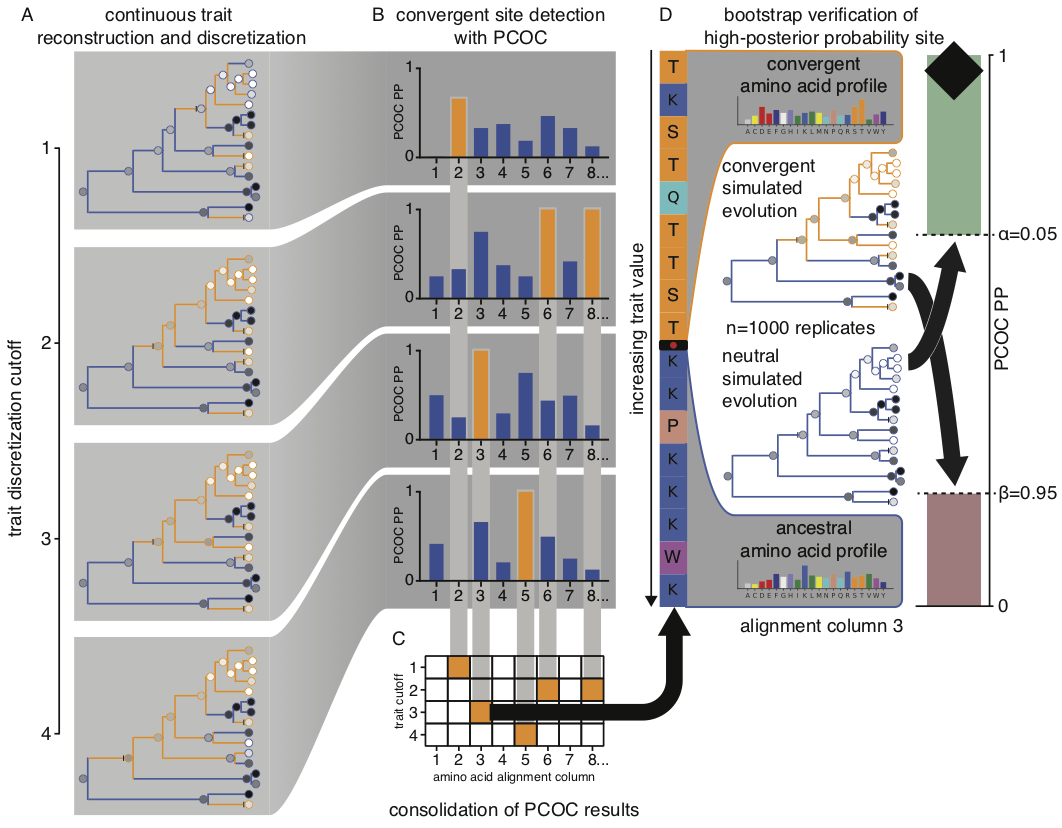 A
continuous trait
reconstruction and discretization
trait discretization cutoff
1
2
3
4
B
convergent site detection
with PCOC
PCOC PP
1
0
1 2 3 4 5 6 7 8...
PCOC PP
1
0
1 2 3 4 5 6 7 8...
PCOC PP
1
0
1 2 3 4 5 6 7 8...
PCOC PP
1
0
1 2 3 4 5 6 7 8...
C
trait cutoff
1
2
3
4
1 2 3 4 5 6 7 8...
amino acid alignment column
consolidation of PCOC results
D
bootstrap verification of
high-posterior probability site
increasing trait value
T
K
S
T
Q
T
T
S
T
K
K
P
K
K
K
W
K
convergent
amino acid profile
A C D E F G H I K L M N P Q R S T V W Y
convergent
simulated
evolution
n=1000 replicates
neutral
simulated
evolution
ancestral
amino acid profile
A C D E F G H I K L M N P Q R S T V W Y
alignment column 3
1
α=0.05
PCOC PP
β=0.95
0